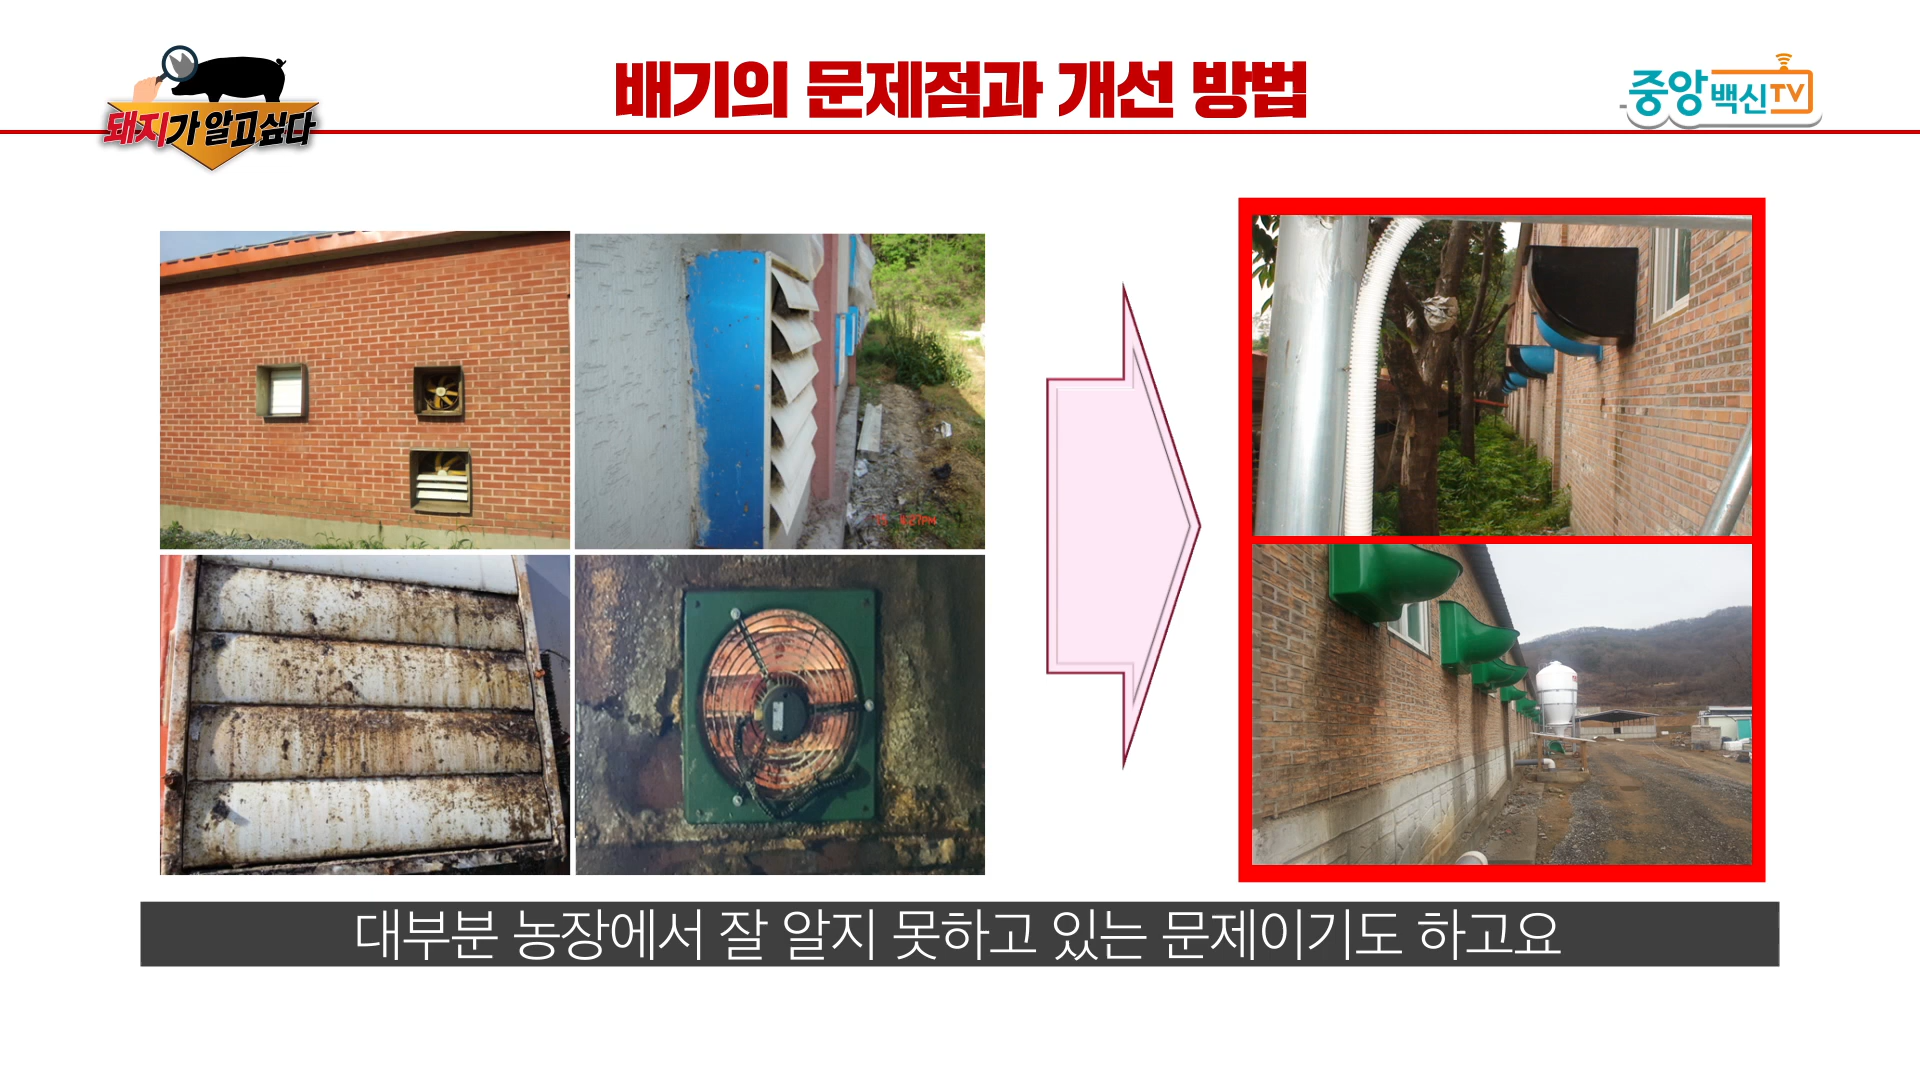 배기의 문제점과 개선 방법
돼지가 알고싶다
중앙백신TV
대부분 농장에서 잘 알지 못하고 있는 문제이기도 하고요